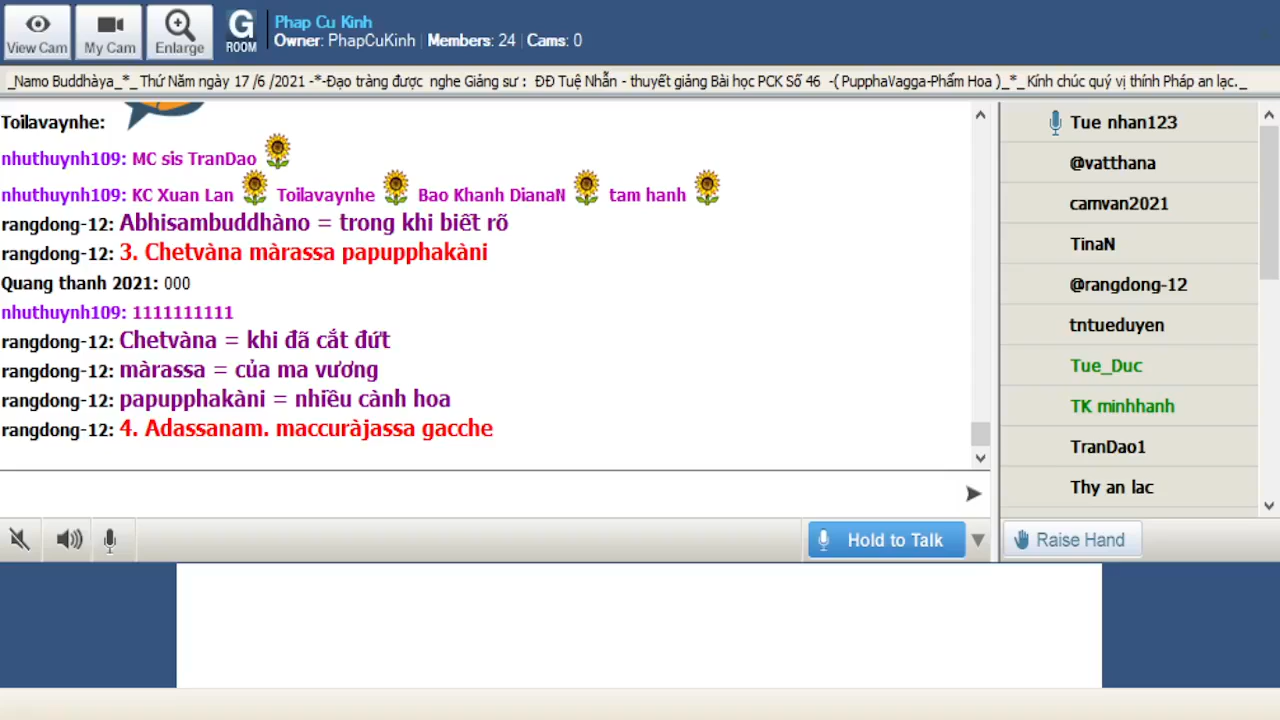 View Cam
My Cam
Enlarge
G
ROOM
Phap Cu Kinh
Owner: PhapCuKinh | Members: 24 | Cams: 0
_Namo Buddhàya_*_ Thứ Năm ngày 17 /6 /2021 -*-Đạo tràng được nghe Giảng sư : ĐĐ Tuệ Nhẫn - thuyết giảng Bài học PCK Số 46 -( PupphaVagga-Phẩm Hoa )_*_ Kính chúc quý vị thính Pháp an lạc._ _
Toilavaynhe:
nhuthuynh109: MC sis TranDao
nhuthuynh109: KC Xuan Lan Toilavaynhe Bao Khanh DianaN tam hanh
rangdong-12: Abhisambuddhàno = trong khi biết rõ
rangdong-12: 3. Chetvàna màrassa papupphakàni
Quang thanh 2021: 000
nhuthuynh109: 1111111111
rangdong-12: Chetvàna = khi đã cắt đứt
rangdong-12: màrassa = của ma vương
rangdong-12: papupphakàni = nhiều cành hoa
rangdong-12: 4. Adassanam. maccuràjassa gacche
Tue nhan123
@vatthana
camvan2021
TinaN
@rangdong-12
tntueduyen
Tue_Duc
TK minhhanh
TranDao1
Thy an lac
Hold to Talk
Raise Hand